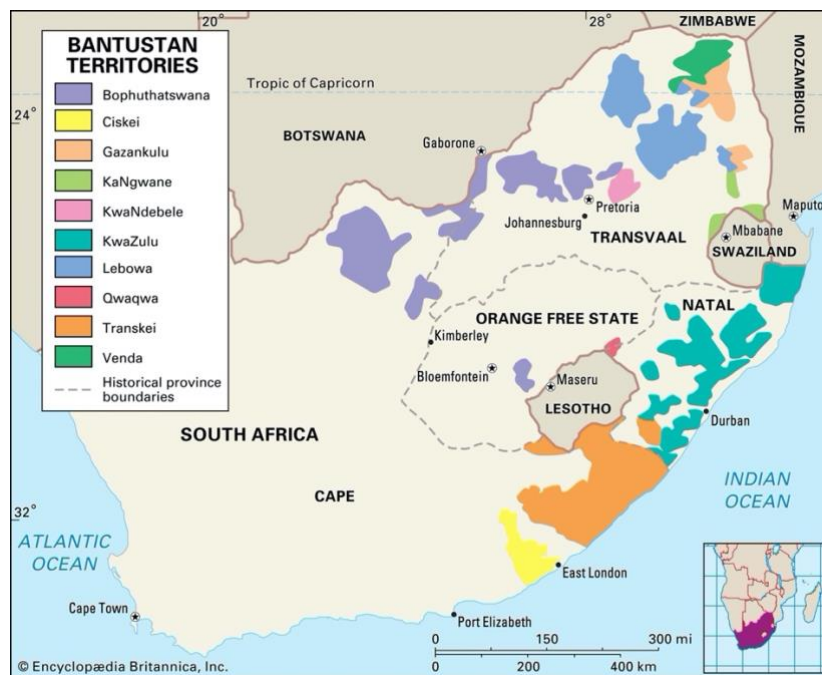 20°
28°
ZIMBABWE
MOZAMBIQUE
BANTUSTAN
TERRITORIES
Bophuthatswana
Ciskei
Gazankulu
KaNgwane
KwaNdebele
KwaZulu
Lebowa
Qwaqwa
Transkei
Venda
Historical province
boundaries
Tropic of Capricorn
24°
BOTSWANA
Gaborone
Pretoria
Johannesburg
Maputo
Mbabane
TRANSVAAL
SWAZILAND
NATAL
ORANGE FREE STATE
Kimberley
Bloemfontein
Maseru
LESOTHO
Durban
SOUTH AFRICA
INDIAN
OCEAN
CAPE
32°
ATLANTIC
OCEAN
East London
Cape Town
Port Elizabeth
0 150 300 mi
0 200 400 km
© Encyclopædia Britannica, Inc.